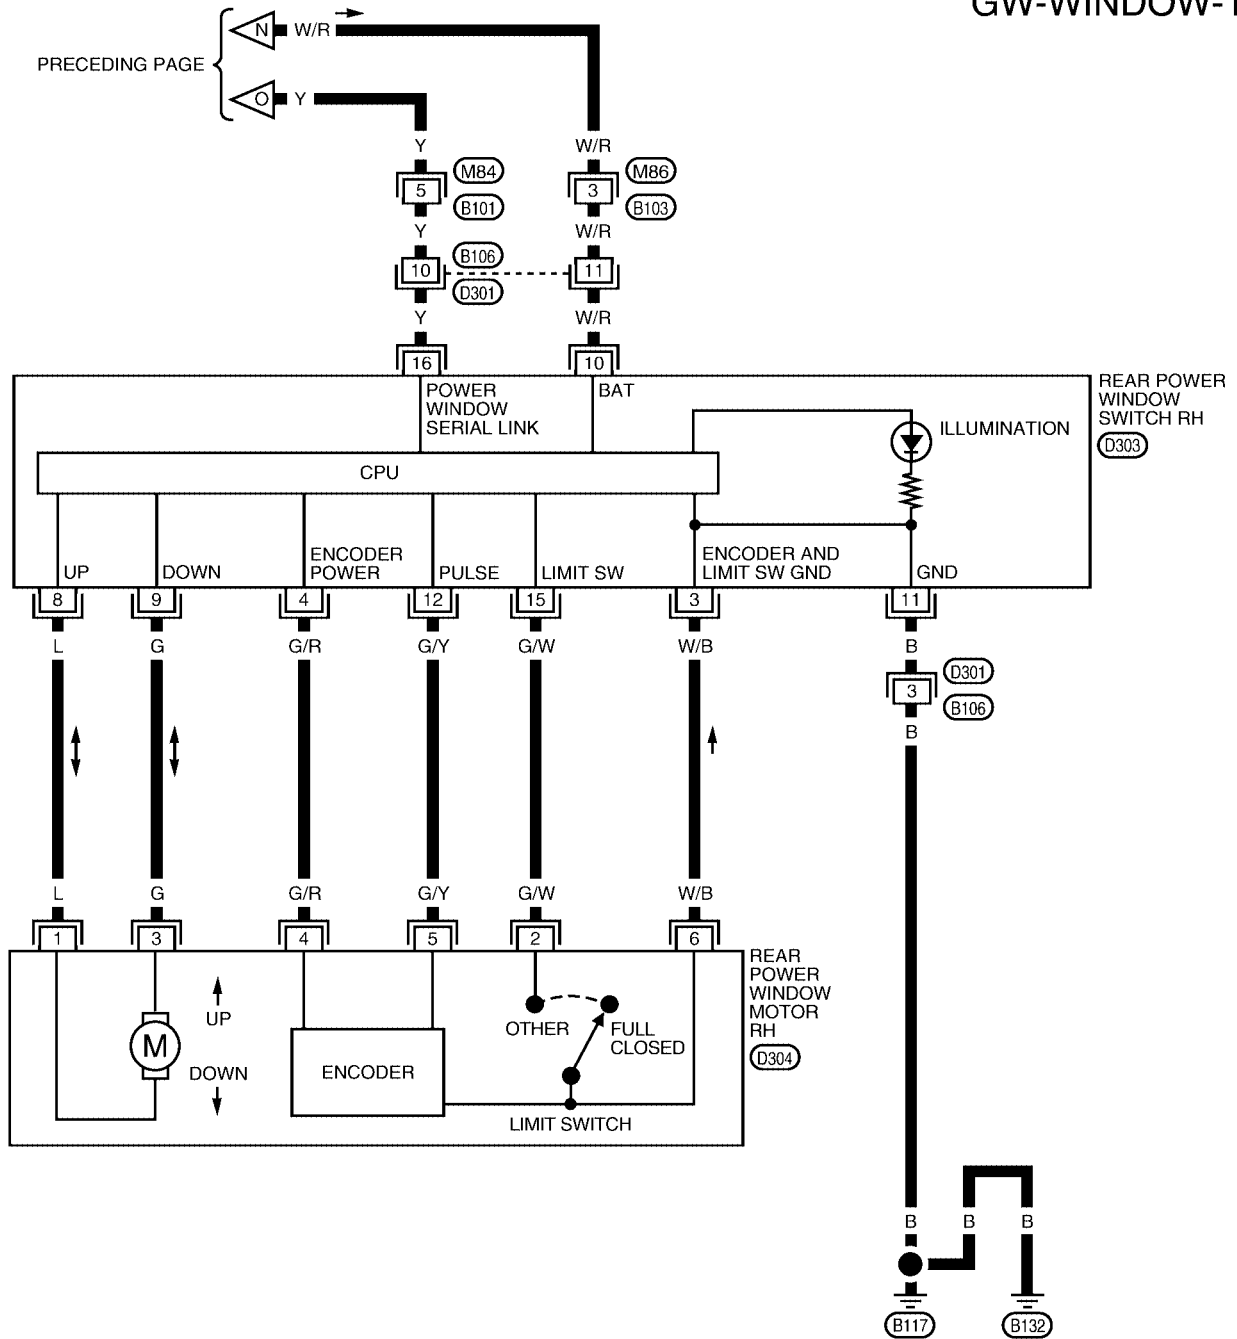 GW-WINDOW-
N W/R
PRECEDING PAGE
O Y
Y W/R
M84 M86
5 3
B101 B103
Y W/R
B106
10 11
D301
Y W/R
16 10
POWER
WINDOW
SERIAL LINK
BAT
REAR POWER
WINDOW
SWITCH RH
D303
ILLUMINATION
CPU
UP
DOWN
ENCODER
POWER
PULSE
LIMIT SW
ENCODER AND
LIMIT SW GND
GND
8 9 4 12 15 3 11
L G G/R G/Y G/W W/B B
D301
3
B106
B
L G G/R G/Y G/W W/B
1 3 4 5 2 6
REAR
POWER
WINDOW
MOTOR
RH
D304
UP
M
DOWN
ENCODER
OTHER
FULL
CLOSED
LIMIT SWITCH
B B B
B117 B132